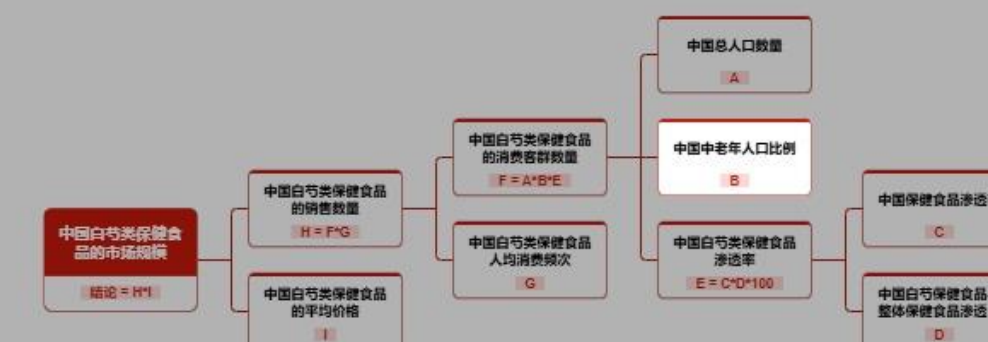 中国总人口数量
A
中国白芍类保健食品
的消费客群数量
F = A*B*E
中国中老年人口比例
B
中国白芍类保健食品
的销售数量
H = F*G
中国保健食品渗透
C
中国白芍类保健食
品的市场规模
结论 = H*I
中国白芍类保健食品
人均消费频次
G
中国白芍类保健食品
渗透率
E = C*D*100
中国白芍类保健食品
的平均价格
I
中国白芍保健食品
整体保健食品渗透
D